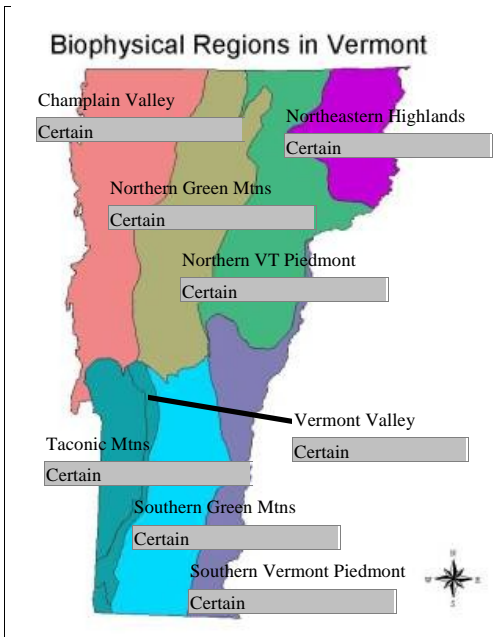 Biophysical Regions in Vermont
Champlain Valley
Certain
Northeastern Highlands
Certain
Northern Green Mtns
Certain
Northern VT Piedmont
Certain
Vermont Valley
Certain
Taconic Mtns
Certain
Southern Green Mtns
Certain
Southern Vermont Piedmont
Certain
N
W E
S